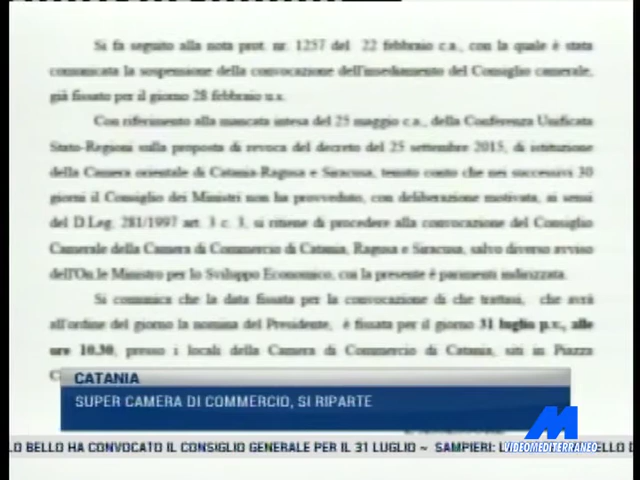 Si fa seguito alla nota prot. nr. 1257 del 22 febbraio c.a., con la quale è stata
comunicata la sospensione della convocazione dell'insediamento del Consiglio camerale,
già fissato per il giorno 28 febbraio u.s.
Con riferimento alla mancata intesa del 25 maggio c.a., della Conferenza Unificata
Stato-Regioni sulla proposta di revoca del decreto del 25 settembre 2015, di istituzione
della Camera orientale di Catania Ragusa e Siracusa, tenuto conto che nei successivi 30
giorni il Consiglio dei Ministri non ha provveduto, con deliberazione motivata, ai sensi
del D.Leg. 281/1997 art. 3 c. 3, si ritiene di procedere alla convocazione del Consiglio
Camerale della Camera di Commercio di Catania, Ragusa e Siracusa, salvo diverso avviso
dell'On.le Ministro per lo Sviluppo Economico, cui la presente è parimenti indirizzata.
Si comunica che la data fissata per la convocazione di che trattasi, che avrà
all'ordine del giorno la nomina del Presidente, è fissata per il giorno 31 luglio p.v., alle
ore 10.30, presso i locali della Camera di Commercio di Catania, siti in Piazza
CATANIA
SUPER CAMERA DI COMMERCIO, SI RIPARTE
VIDEOMEDITERRANEO
LO BELLO HA CONVOCATO IL CONSIGLIO GENERALE PER IL 31 LUGLIO ~ SAMPIERI: L